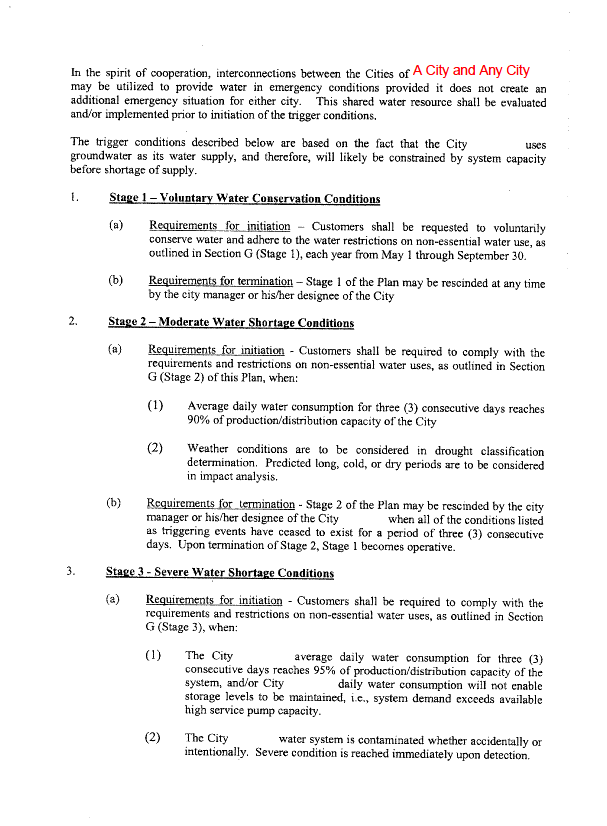 In the spirit of cooperation, interconnections between the Cities of A City and Any City
may be utilized to provide water in emergency conditions provided it does not create an
additional emergency situation for either city. This shared water resource shall be evaluated
and/or implemented prior to initiation of the trigger conditions.
The trigger conditions described below are based on the fact that the City uses
groundwater as its water supply, and therefore, will likely be constrained by system capacity
before shortage of supply.
1. Stage 1 – Voluntary Water Conservation Conditions
(a) Requirements for initiation – Customers shall be requested to voluntarily
conserve water and adhere to the water restrictions on non-essential water use, as
outlined in Section G (Stage 1), each year from May 1 through September 30.
(b) Requirements for termination – Stage 1 of the Plan may be rescinded at any time
by the city manager or his/her designee of the City
2. Stage 2 – Moderate Water Shortage Conditions
(a) Requirements for initiation - Customers shall be required to comply with the
requirements and restrictions on non-essential water uses, as outlined in Section
G (Stage 2) of this Plan, when:
(1) Average daily water consumption for three (3) consecutive days reaches
90% of production/distribution capacity of the City
(2) Weather conditions are to be considered in drought classification
determination. Predicted long, cold, or dry periods are to be considered
in impact analysis.
(b) Requirements for termination - Stage 2 of the Plan may be rescinded by the city
manager or his/her designee of the City when all of the conditions listed
as triggering events have ceased to exist for a period of three (3) consecutive
days. Upon termination of Stage 2, Stage 1 becomes operative.
3. Stage 3 - Severe Water Shortage Conditions
(a) Requirements for initiation - Customers shall be required to comply with the
requirements and restrictions on non-essential water uses, as outlined in Section
G (Stage 3), when:
(1) The City average daily water consumption for three (3)
consecutive days reaches 95% of production/distribution capacity of the
system, and/or City daily water consumption will not enable
storage levels to be maintained, i.e., system demand exceeds available
high service pump capacity.
(2) The City water system is contaminated whether accidentally or
intentionally. Severe condition is reached immediately upon detection.